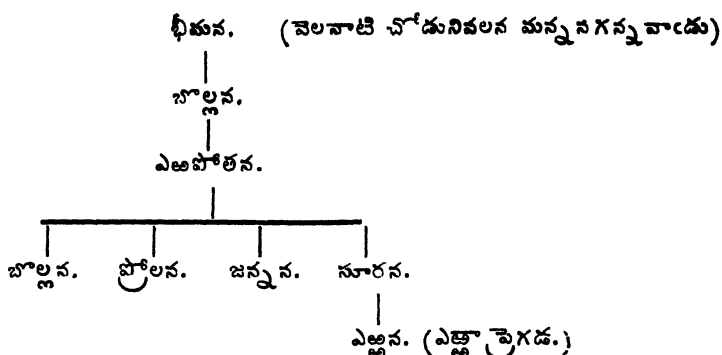 భీమన. (వెలనాటి చోడునివలన మన్ననగన్నవాఁడు)
బొల్లన.
ఎఱపోతన.
బొల్లన. ప్రోలన. జన్నన. సూరన.
ఎఱ్ఱన. (ఎఱ్ఱా ప్రెగడ.)